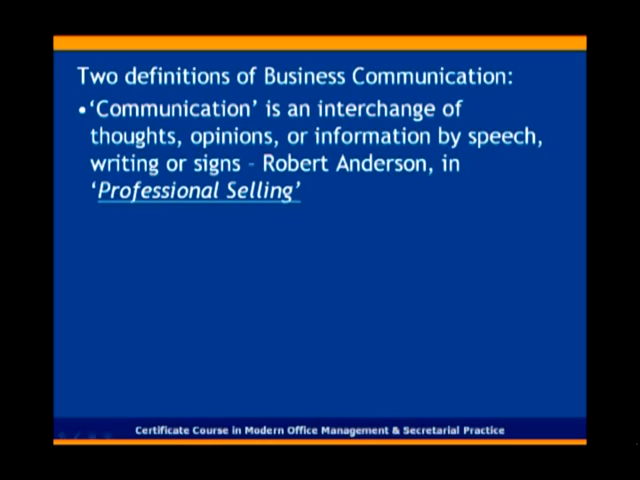 Two definitions of Business Communication:
•‘Communication’ is an interchange of
thoughts, opinions, or information by speech,
writing or signs – Robert Anderson, in
‘Professional Selling’
Certificate Course in Modern Office Management & Secretarial Practice